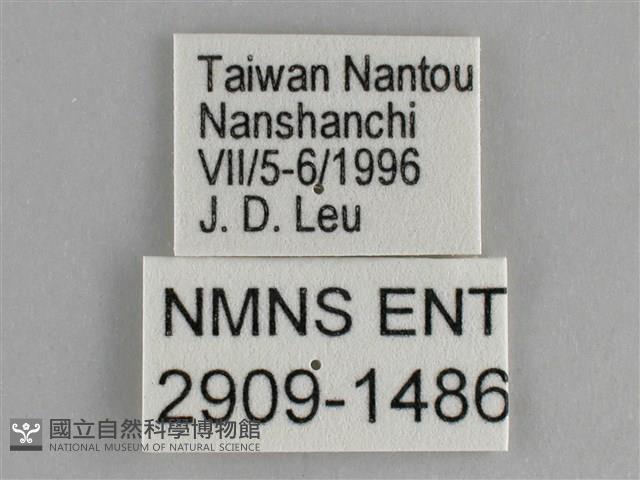 Taiwan Nantou
Nanshanchi
VII/5-6/1996
J. D. Leu
NMNS ENT
2909-1486
國立自然科學博物館
NATIONAL MUSEUM OF NATURAL SCIENCE